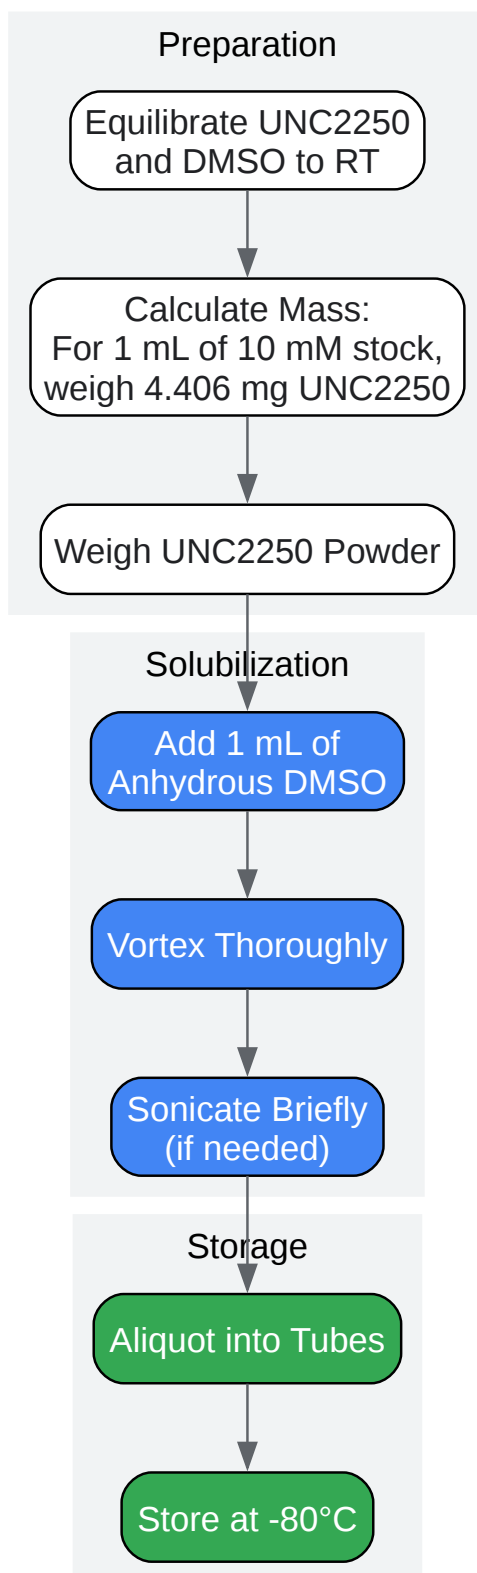 Preparation
Equilibrate UNC2250
and DMSO to RT
Calculate Mass:
For 1 mL of 10 mM stock,
weigh 4.406 mg UNC2250
Weigh UNC2250 Powder
Solubilization
Add 1 mL of
Anhydrous DMSO
Vortex Thoroughly
Sonicate Briefly
(if needed)
Storage
Aliquot into Tubes
Store at -80°C